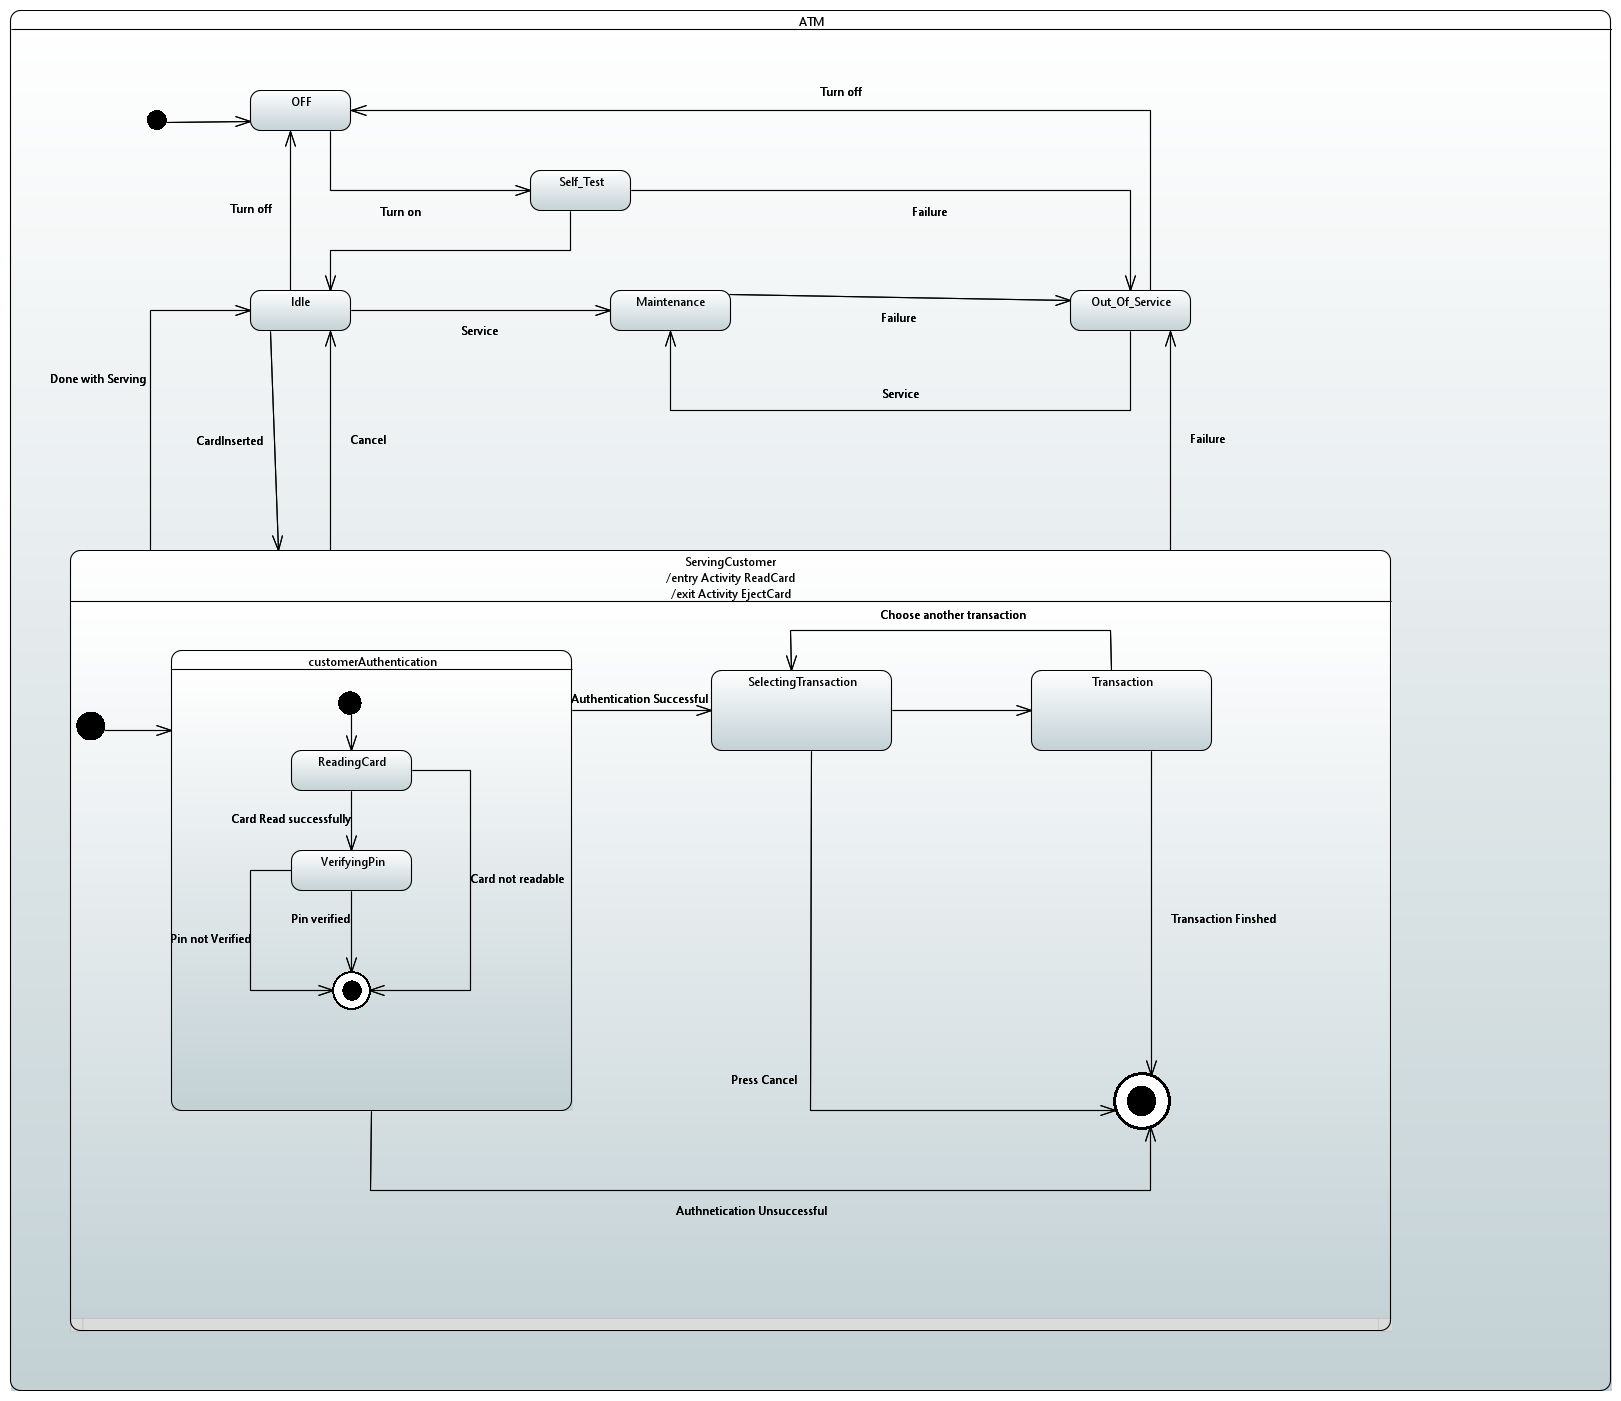 ATM
Turn off
OFF
Self_Test
Turn off
Turn on
Failure
Idle
Maintenance
Out_Of_Service
Failure
Service
Done with Serving
Service
CardInserted
Cancel
Failure
ServingCustomer
/entry Activity ReadCard
/exit Activity EjectCard
Choose another transaction
customerAuthentication
Authentication Successful
SelectingTransaction
Transaction
ReadingCard
Card Read successfully
VerifyingPin
Card not readable
Pin verified
Pin not Verified
Transaction Finshed
Press Cancel
Authnetication Unsuccessful